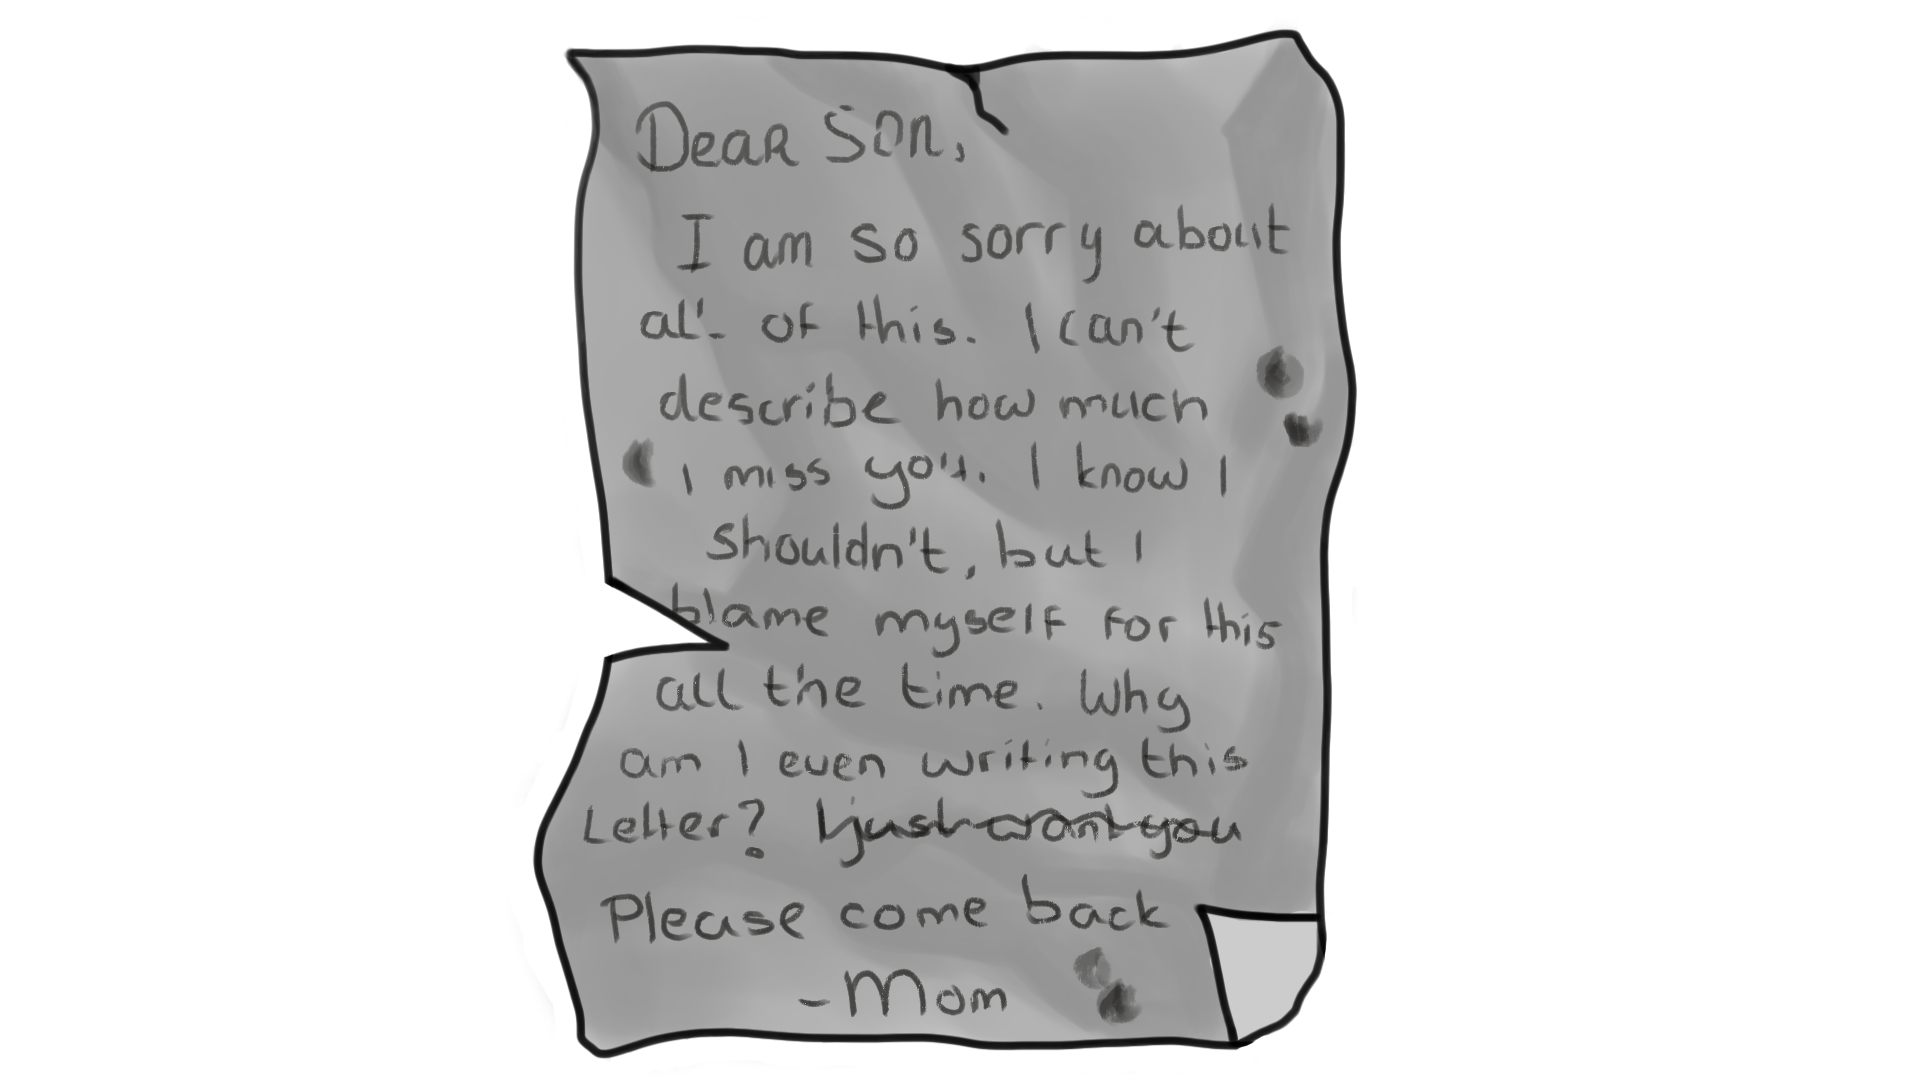 Dear Son,
I am so sorry about
all of this. I can't
describe how much
I miss you. I know I
shouldn't, but I
blame myself for this
all the time. Why
am I even writing this
Letter? I just want you
Please come back
-Mom